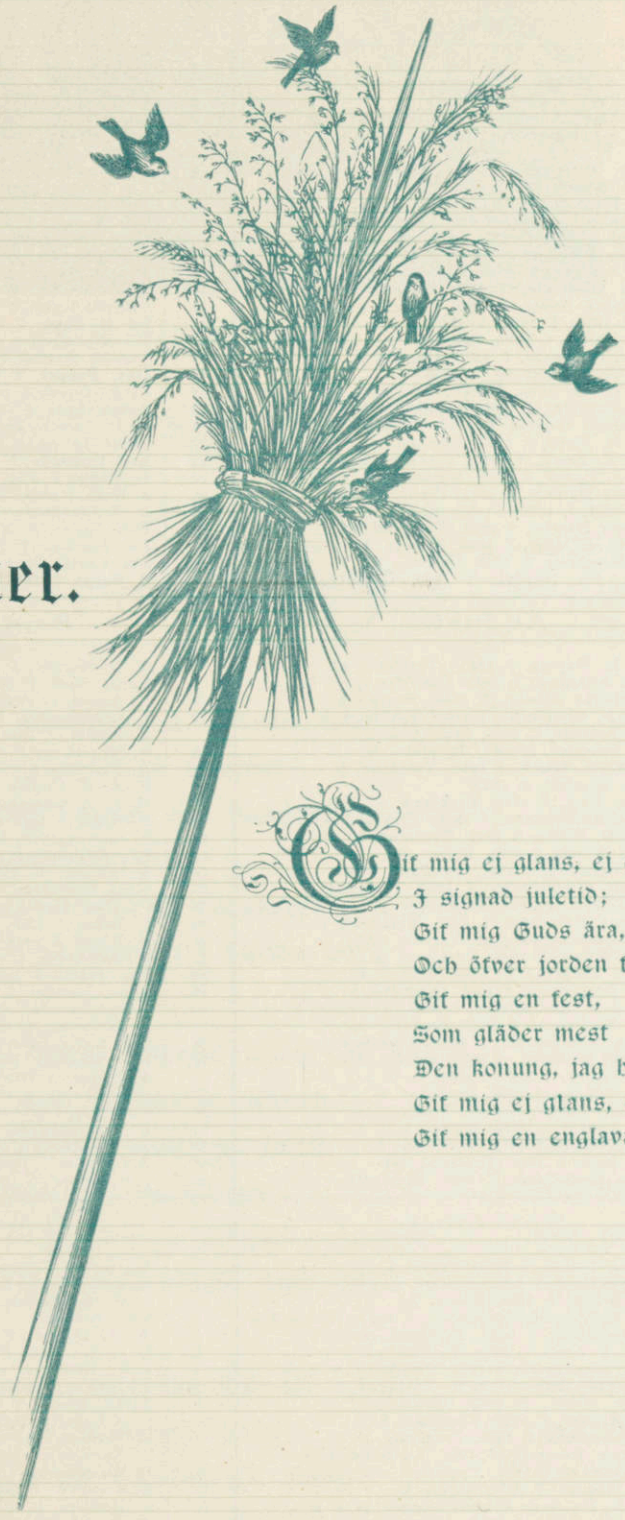 er.
Gif mig ej glans, ej
I signad juletid;
Gif mig Guds ära,
Och öfver jorden f
Gif mig en fest,
Som gläder mest
Den konung, jag b
Gif mig ej glans,
Gif mig en englava